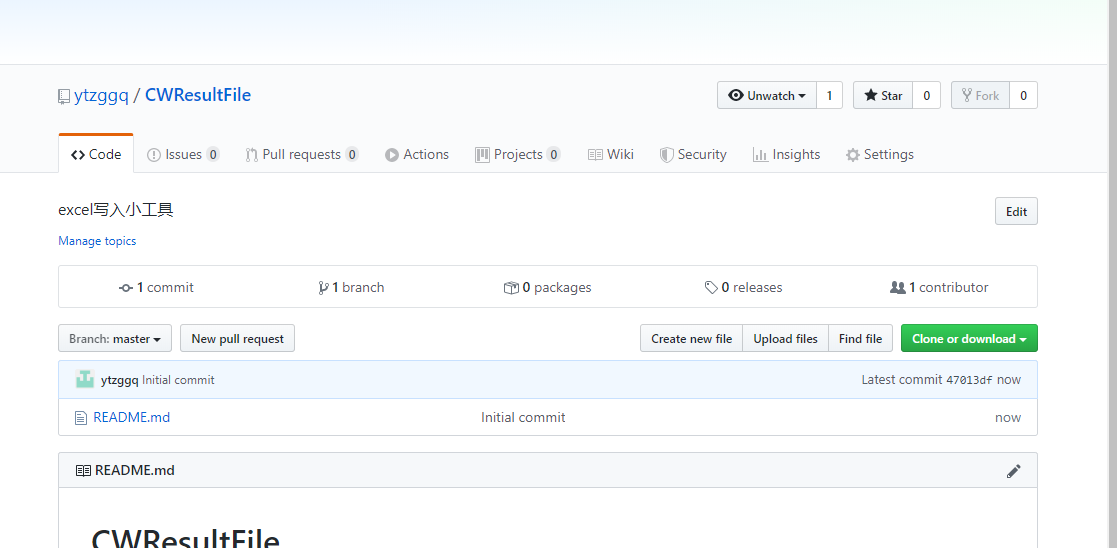 ytzggq / CWResultFile
Unwatch 1 Star 0 Fork 0
Code Issues 0 Pull requests 0 Actions Projects 0 Wiki Security Insights Settings
excel写入小工具
Edit
Manage topics
1 commit 1 branch 0 packages 0 releases 1 contributor
Branch: master New pull request Create new file Upload files Find file Clone or download
ytzggq Initial commit Latest commit 47013df now
README.md Initial commit now
README.md
CWResultFile